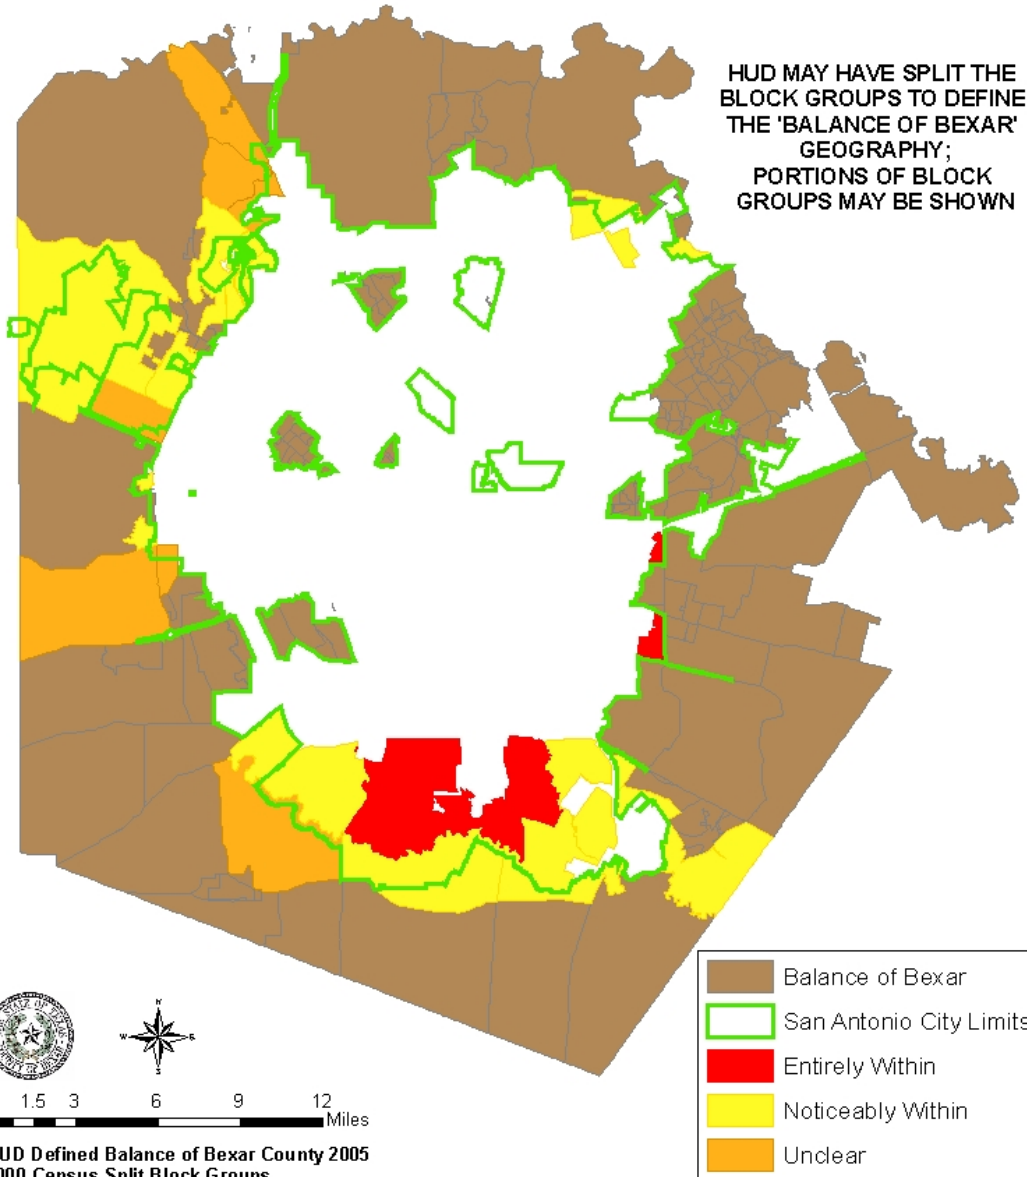 HUD MAY HAVE SPLIT THE
BLOCK GROUPS TO DEFINE
THE 'BALANCE OF BEXAR'
GEOGRAPHY;
PORTIONS OF BLOCK
GROUPS MAY BE SHOWN
Balance of Bexar
San Antonio City Limits
Entirely Within
Noticeably Within
Unclear
N
W E
S
1.5 3 6 9 12
Miles
UD Defined Balance of Bexar County 2005
000 Census Split Block Groups